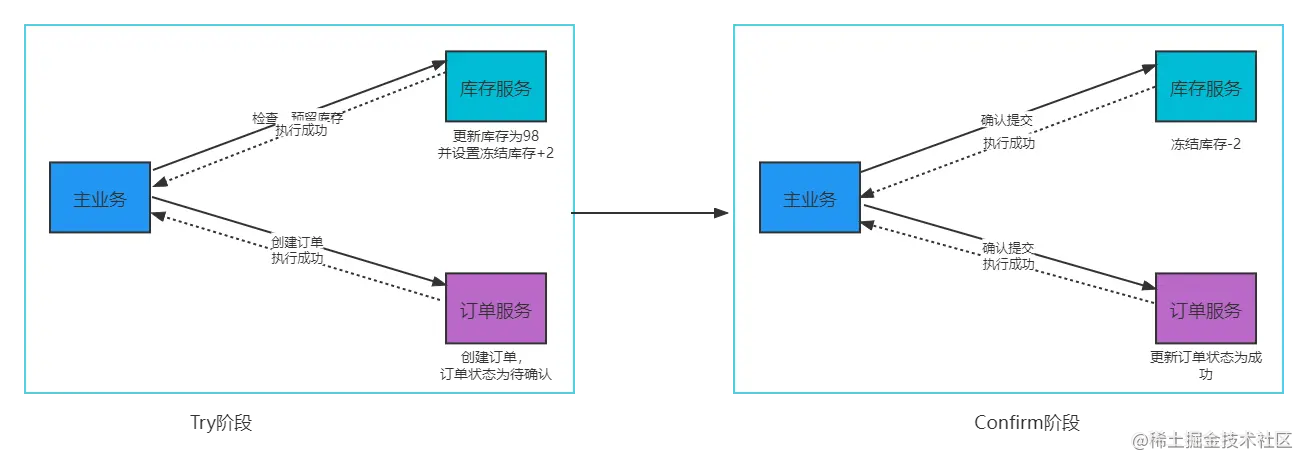 库存服务
检查、预留库存
执行成功
更新库存为98
并设置冻结库存+2
主业务
创建订单
执行成功
订单服务
创建订单，
订单状态为待确认
Try阶段
库存服务
确认提交
执行成功
冻结库存-2
主业务
确认提交
执行成功
订单服务
更新订单状态为成
功
Confirm阶段
@稀土掘金技术社区